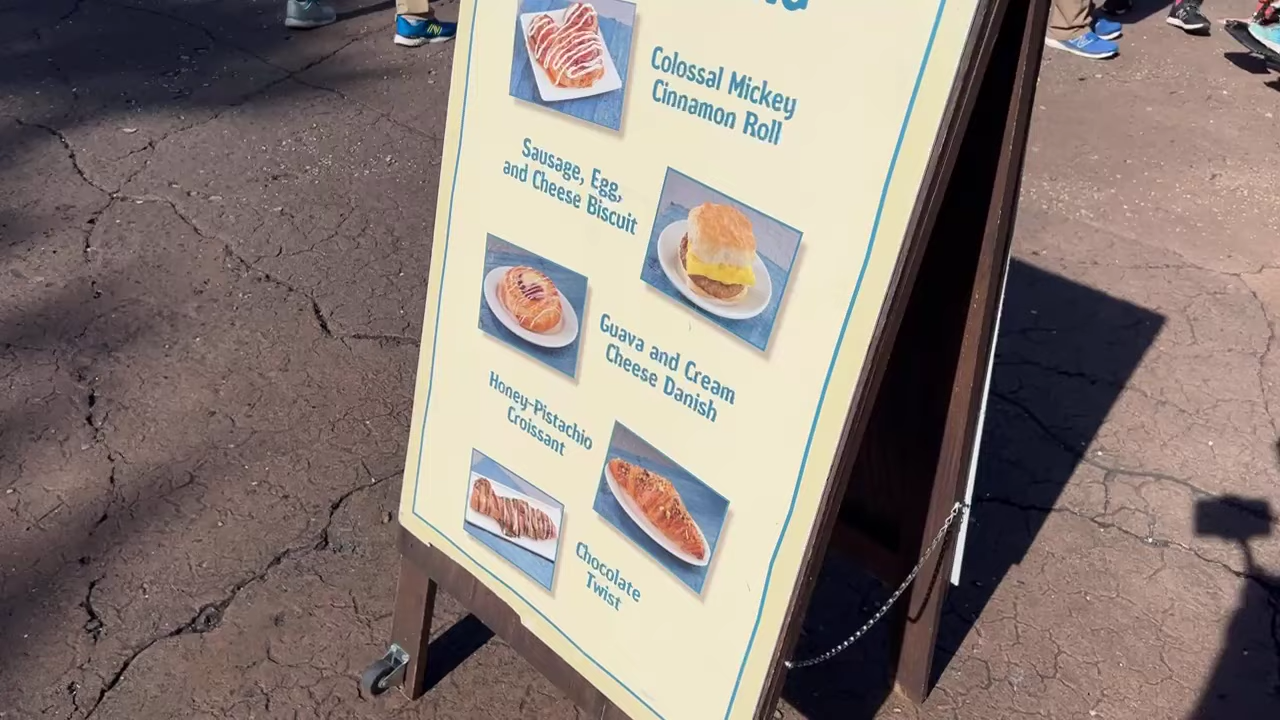 Colossal Mickey
Cinnamon Roll
Sausage, Egg,
and Cheese Biscuit
Guava and Cream
Cheese Danish
Honey-Pistachio
Croissant
Chocolate
Twist